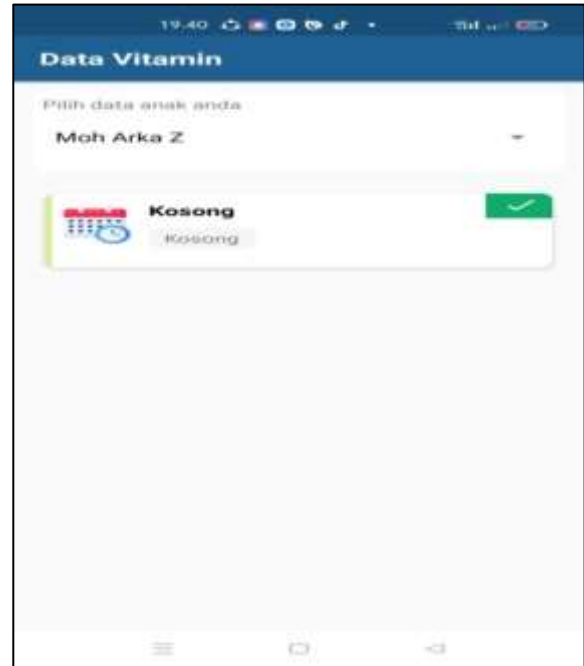 19.40
Data Vitamin
Pilih data anak anda
Moh Arka Z
Kosong
Kosong